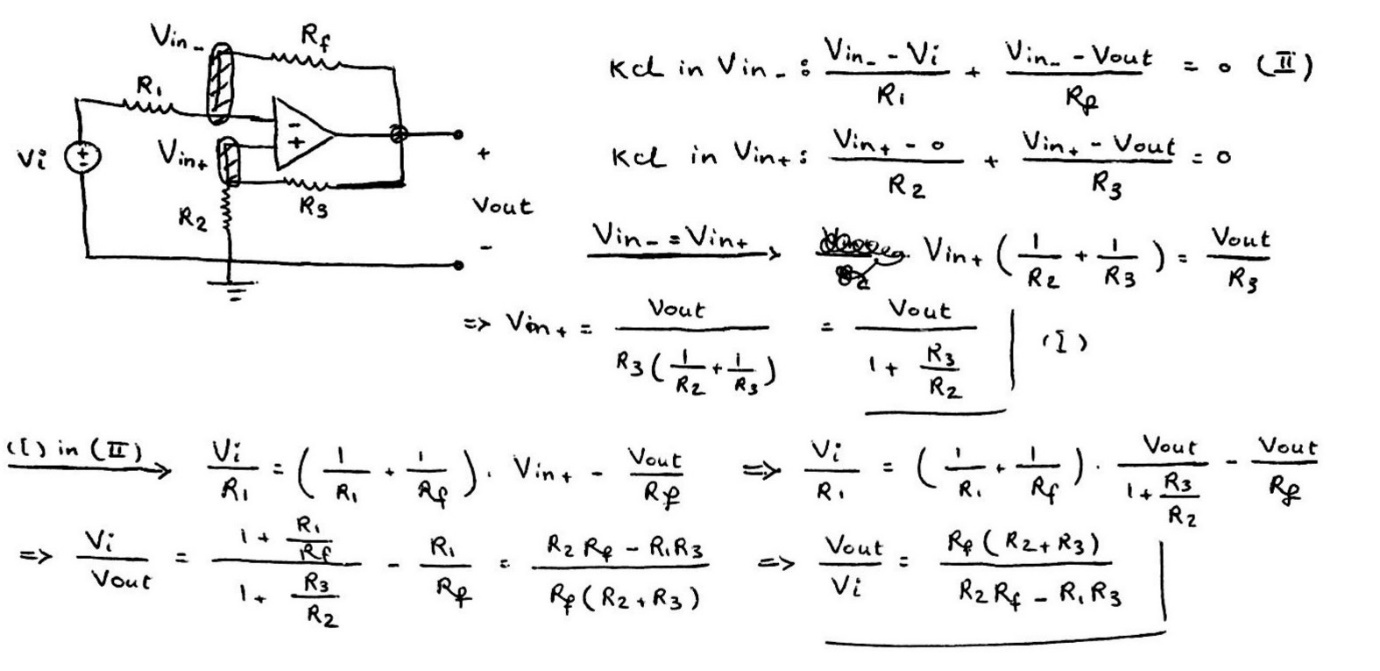 Vin-
Rf
R1
Vi
Vin+
R2
R3
+
Vout
-
Kcl in Vin- : (Vin- - Vi)/R1 + (Vin- - Vout)/Rf = 0 (II)
Kcl in Vin+ : (Vin+ - 0)/R2 + (Vin+ - Vout)/R3 = 0
Vin- = Vin+ → Vin+ (1/R2 + 1/R3) = Vout/R3
=> Vin+ = Vout/(R3(1/R2 + 1/R3)) = Vout/(1 + R3/R2) (I)
(I) in (II) → Vi/R1 = (1/R1 + 1/Rf) . Vin+ - Vout/Rf => Vi/R1 = (1/R1 + 1/Rf) . Vout/(1 + R3/R2) - Vout/Rf
=> Vi/Vout = (1 + R1/Rf)/(1 + R3/R2) - R1/Rf = (R2Rf - R1R3)/(Rf(R2 + R3)) => Vout/Vi = Rf(R2 + R3)/(R2Rf - R1R3)